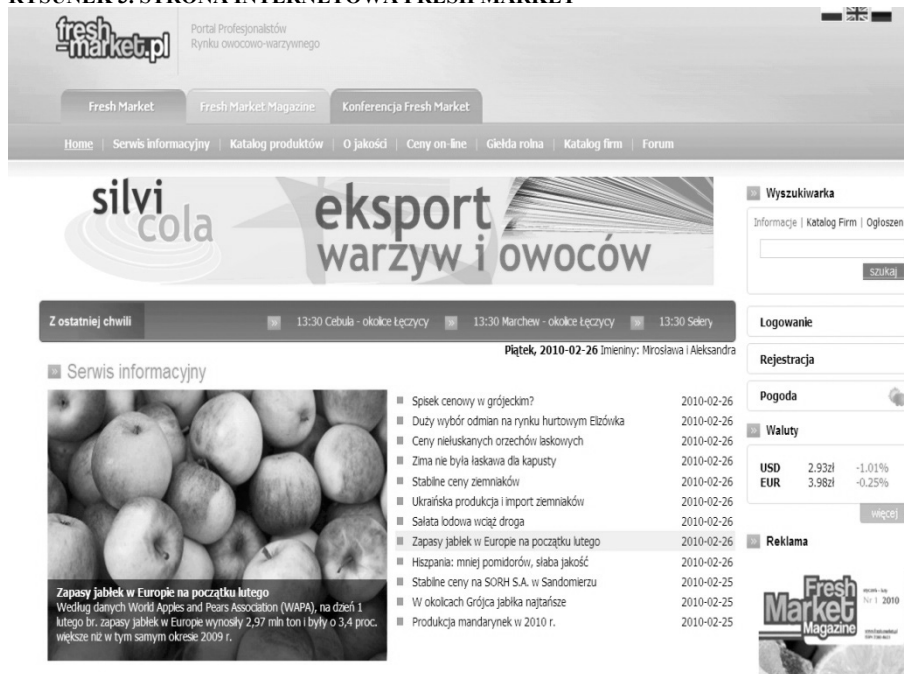 RYSUNEK 3. STRONA INTERNETOWA FRESH MARKET
fresh
-market.pl
Portal Profesjonalistów
Rynku owocowo-warzywnego
Fresh Market
Fresh Market Magazine
Konferencja Fresh Market
Home | Serwis informacyjny | Katalog produktów | O jakości | Ceny on-line | Giełda rolna | Katalog firm | Forum
silvi
cola
eksport
warzyw i owoców
Wyszukiwarka
Informacje | Katalog Firm | Ogłoszen
szukaj
Z ostatniej chwili
13:30 Cebula - okolice Łęczycy
13:30 Marchew - okolice Łęczycy
13:30 Selery
Logowanie
Piątek, 2010-02-26 Imieniny: Mirosława i Aleksandra
Rejestracja
Serwis informacyjny
Pogoda
Spisek cenowy w grójeckim? 2010-02-26
Duży wybór odmian na rynku hurtowym Elizówka 2010-02-26
Ceny niełuskanych orzechów laskowych 2010-02-26
Zima nie była łaskawa dla kapusty 2010-02-26
Stabilne ceny ziemniaków 2010-02-26
Ukraińska produkcja i import ziemniaków 2010-02-26
Sałata lodowa wciąż droga 2010-02-26
Zapasy jabłek w Europie na początku lutego 2010-02-26
Hiszpania: mniej pomidorów, słaba jakość 2010-02-26
Stabilne ceny na SORH S.A. w Sandomierzu 2010-02-25
W okolicach Grójca jabłka najtańsze 2010-02-25
Produkcja mandarynek w 2010 r. 2010-02-25
Waluty
USD 2.93zł -1.01%
EUR 3.98zł -0.25%
więcej
Reklama
Zapasy jabłek w Europie na początku lutego
Według danych World Apples and Pears Association (WAPA), na dzień 1
lutego br. zapasy jabłek w Europie wynosiły 2,97 mln ton i były o 3,4 proc.
większe niż w tym samym okresie 2009 r.
Fresh
Market
Magazine
Nr 1 2010